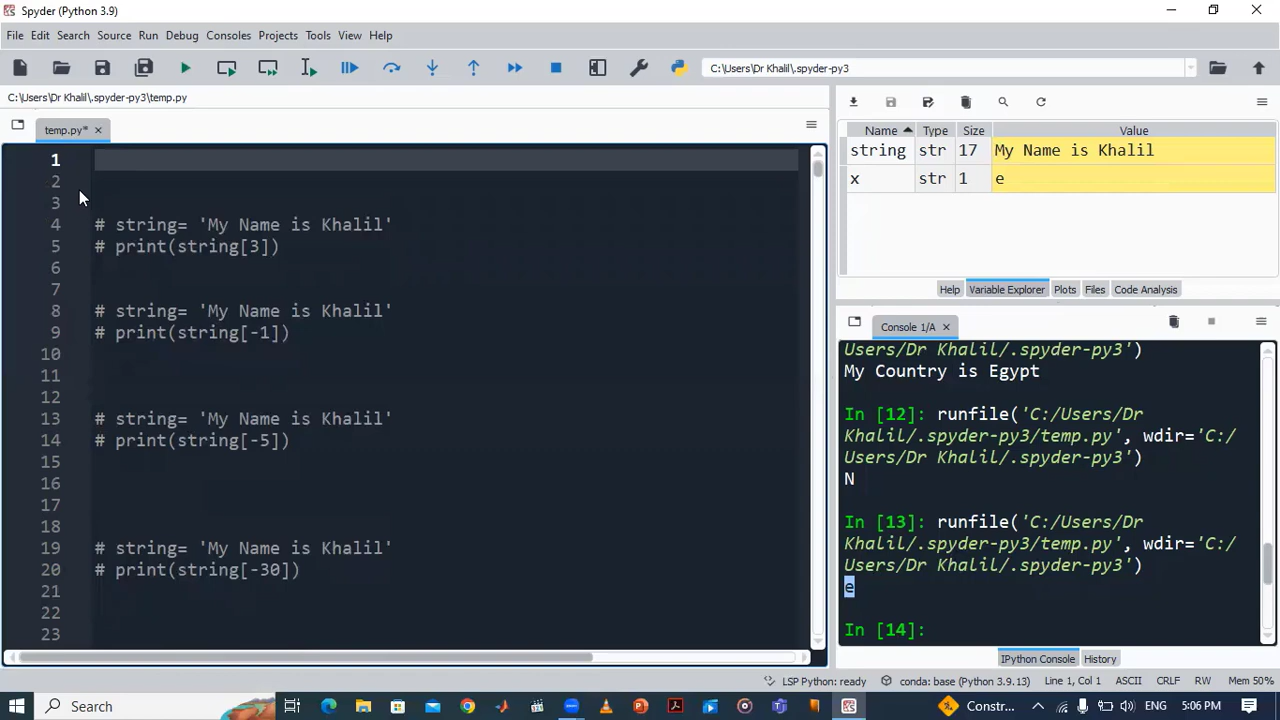 Spyder (Python 3.9)
File Edit Search Source Run Debug Consoles Projects Tools View Help
C:\Users\Dr Khalil\.spyder-py3
C:\Users\Dr Khalil\.spyder-py3\temp.py
temp.py*
1
2
3
4 # string= 'My Name is Khalil'
5 # print(string[3])
6
7
8 # string= 'My Name is Khalil'
9 # print(string[-1])
10
11
12
13 # string= 'My Name is Khalil'
14 # print(string[-5])
15
16
17
18
19 # string= 'My Name is Khalil'
20 # print(string[-30])
21
22
23
Name Type Size Value
string str 17 My Name is Khalil
x str 1 e
Help Variable Explorer Plots Files Code Analysis
Console 1/A
Users/Dr Khalil/.spyder-py3')
My Country is Egypt
In [12]: runfile('C:/Users/Dr
Khalil/.spyder-py3/temp.py', wdir='C:/
Users/Dr Khalil/.spyder-py3')
N
In [13]: runfile('C:/Users/Dr
Khalil/.spyder-py3/temp.py', wdir='C:/
Users/Dr Khalil/.spyder-py3')
e
In [14]:
IPython Console History
LSP Python: ready conda: base (Python 3.9.13) Line 1, Col 1 ASCII CRLF RW Mem 50%
Search Constr... ENG 5:06 PM